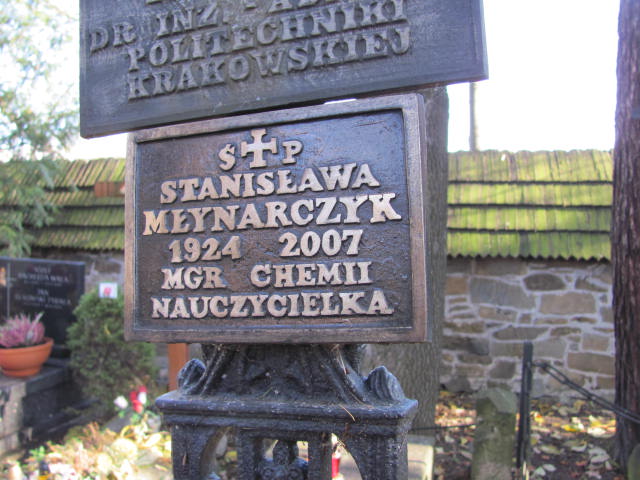 DR INŻ.
POLITECHNIKI
KRAKOWSKIEJ
Ś P
STANISŁAWA
MŁYNARCZYK
1924 2007
MGR CHEMII
NAUCZYCIELKA